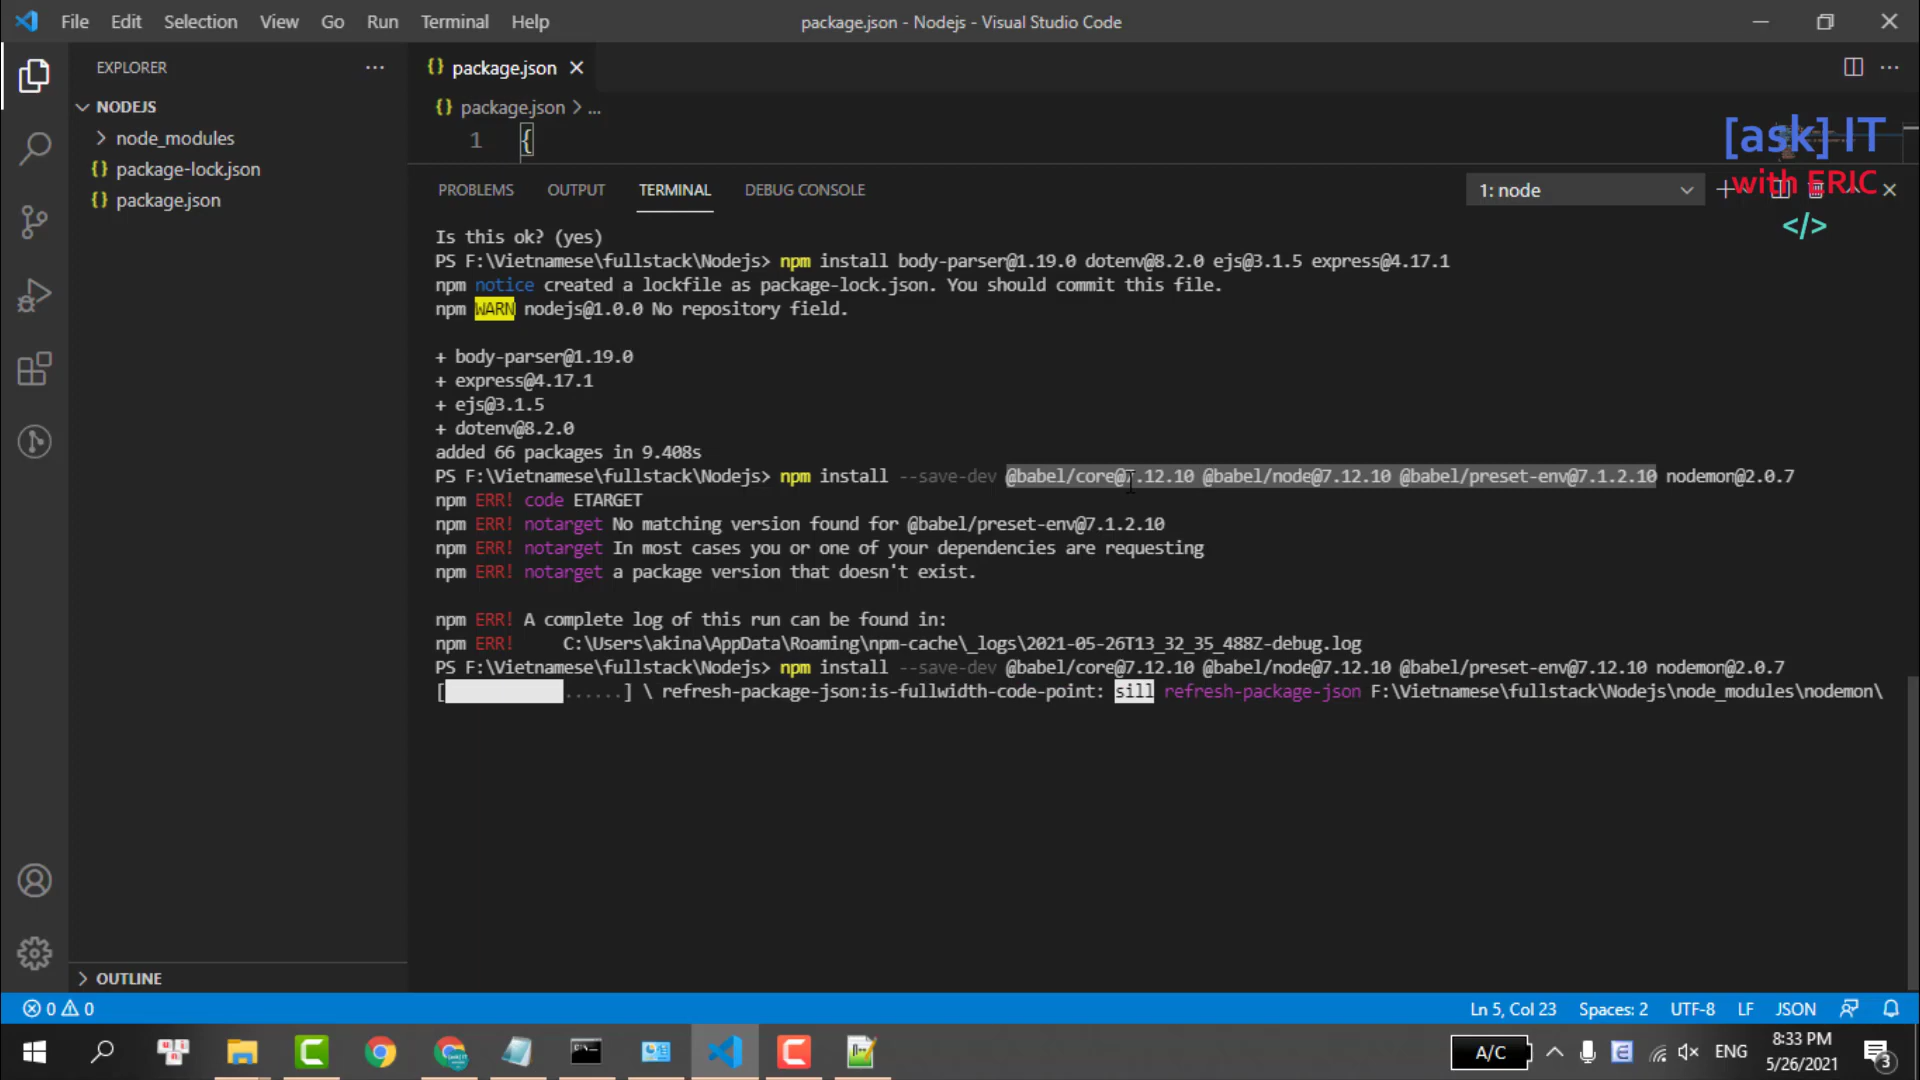 File Edit Selection View Go Run Terminal Help
package.json - Nodejs - Visual Studio Code
EXPLORER
NODEJS
node_modules
package-lock.json
package.json
OUTLINE
{} package.json
{} package.json > ...
1 {
[ask] IT
with ERIC
</>
PROBLEMS OUTPUT TERMINAL DEBUG CONSOLE
1: node
Is this ok? (yes)
PS F:\Vietnamese\fullstack\Nodejs> npm install body-parser@1.19.0 dotenv@8.2.0 ejs@3.1.5 express@4.17.1
npm notice created a lockfile as package-lock.json. You should commit this file.
npm WARN nodejs@1.0.0 No repository field.
+ body-parser@1.19.0
+ express@4.17.1
+ ejs@3.1.5
+ dotenv@8.2.0
added 66 packages in 9.408s
PS F:\Vietnamese\fullstack\Nodejs> npm install --save-dev @babel/core@7.12.10 @babel/node@7.12.10 @babel/preset-env@7.1.2.10 nodemon@2.0.7
npm ERR! code ETARGET
npm ERR! notarget No matching version found for @babel/preset-env@7.1.2.10
npm ERR! notarget In most cases you or one of your dependencies are requesting
npm ERR! notarget a package version that doesn't exist.
npm ERR! A complete log of this run can be found in:
npm ERR!     C:\Users\akina\AppData\Roaming\npm-cache\_logs\2021-05-26T13_32_35_488Z-debug.log
PS F:\Vietnamese\fullstack\Nodejs> npm install --save-dev @babel/core@7.12.10 @babel/node@7.12.10 @babel/preset-env@7.12.10 nodemon@2.0.7
[ ......] \ refresh-package-json:is-fullwidth-code-point: sill refresh-package-json F:\Vietnamese\fullstack\Nodejs\node_modules\nodemon\
0 0
Ln 5, Col 23 Spaces: 2 UTF-8 LF JSON
A/C
ENG
8:33 PM
5/26/2021
3